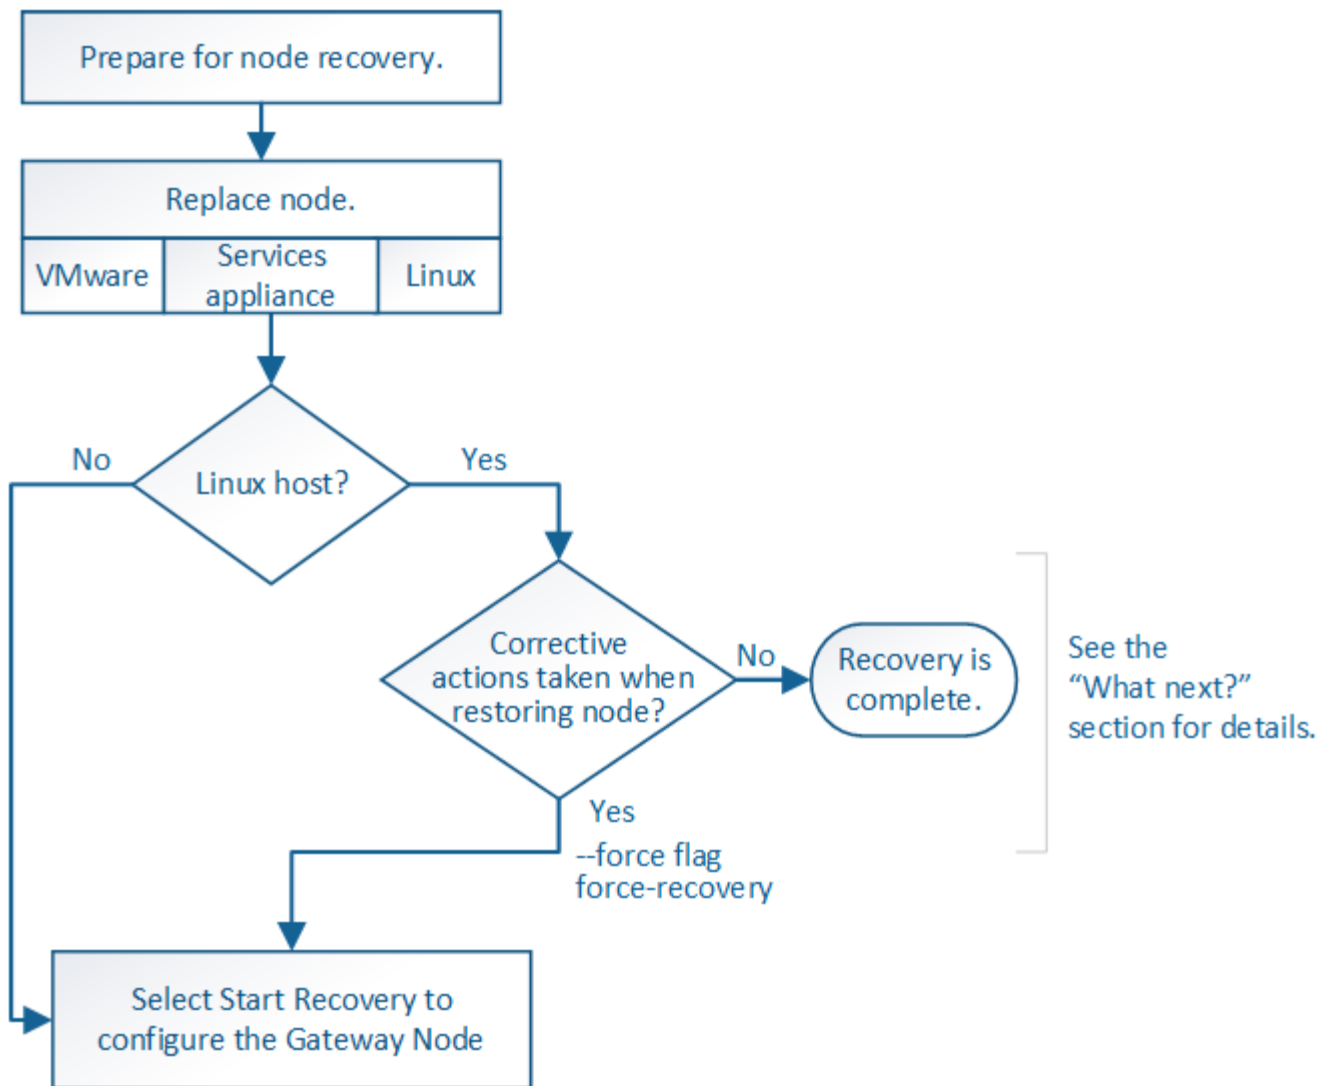 Prepare for node recovery.
Replace node.
VMware
Services
appliance
Linux
Linux host?
No
Yes
Corrective
actions taken when
restoring node?
No
Recovery is
complete.
See the
“What next?”
section for details.
Yes
--force flag
force-recovery
Select Start Recovery to
configure the Gateway Node